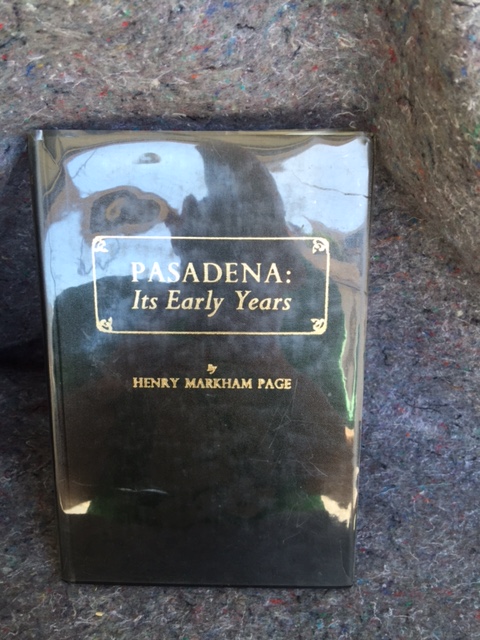 PASADENA:
Its Early Years
By
HENRY MARKHAM PAGE